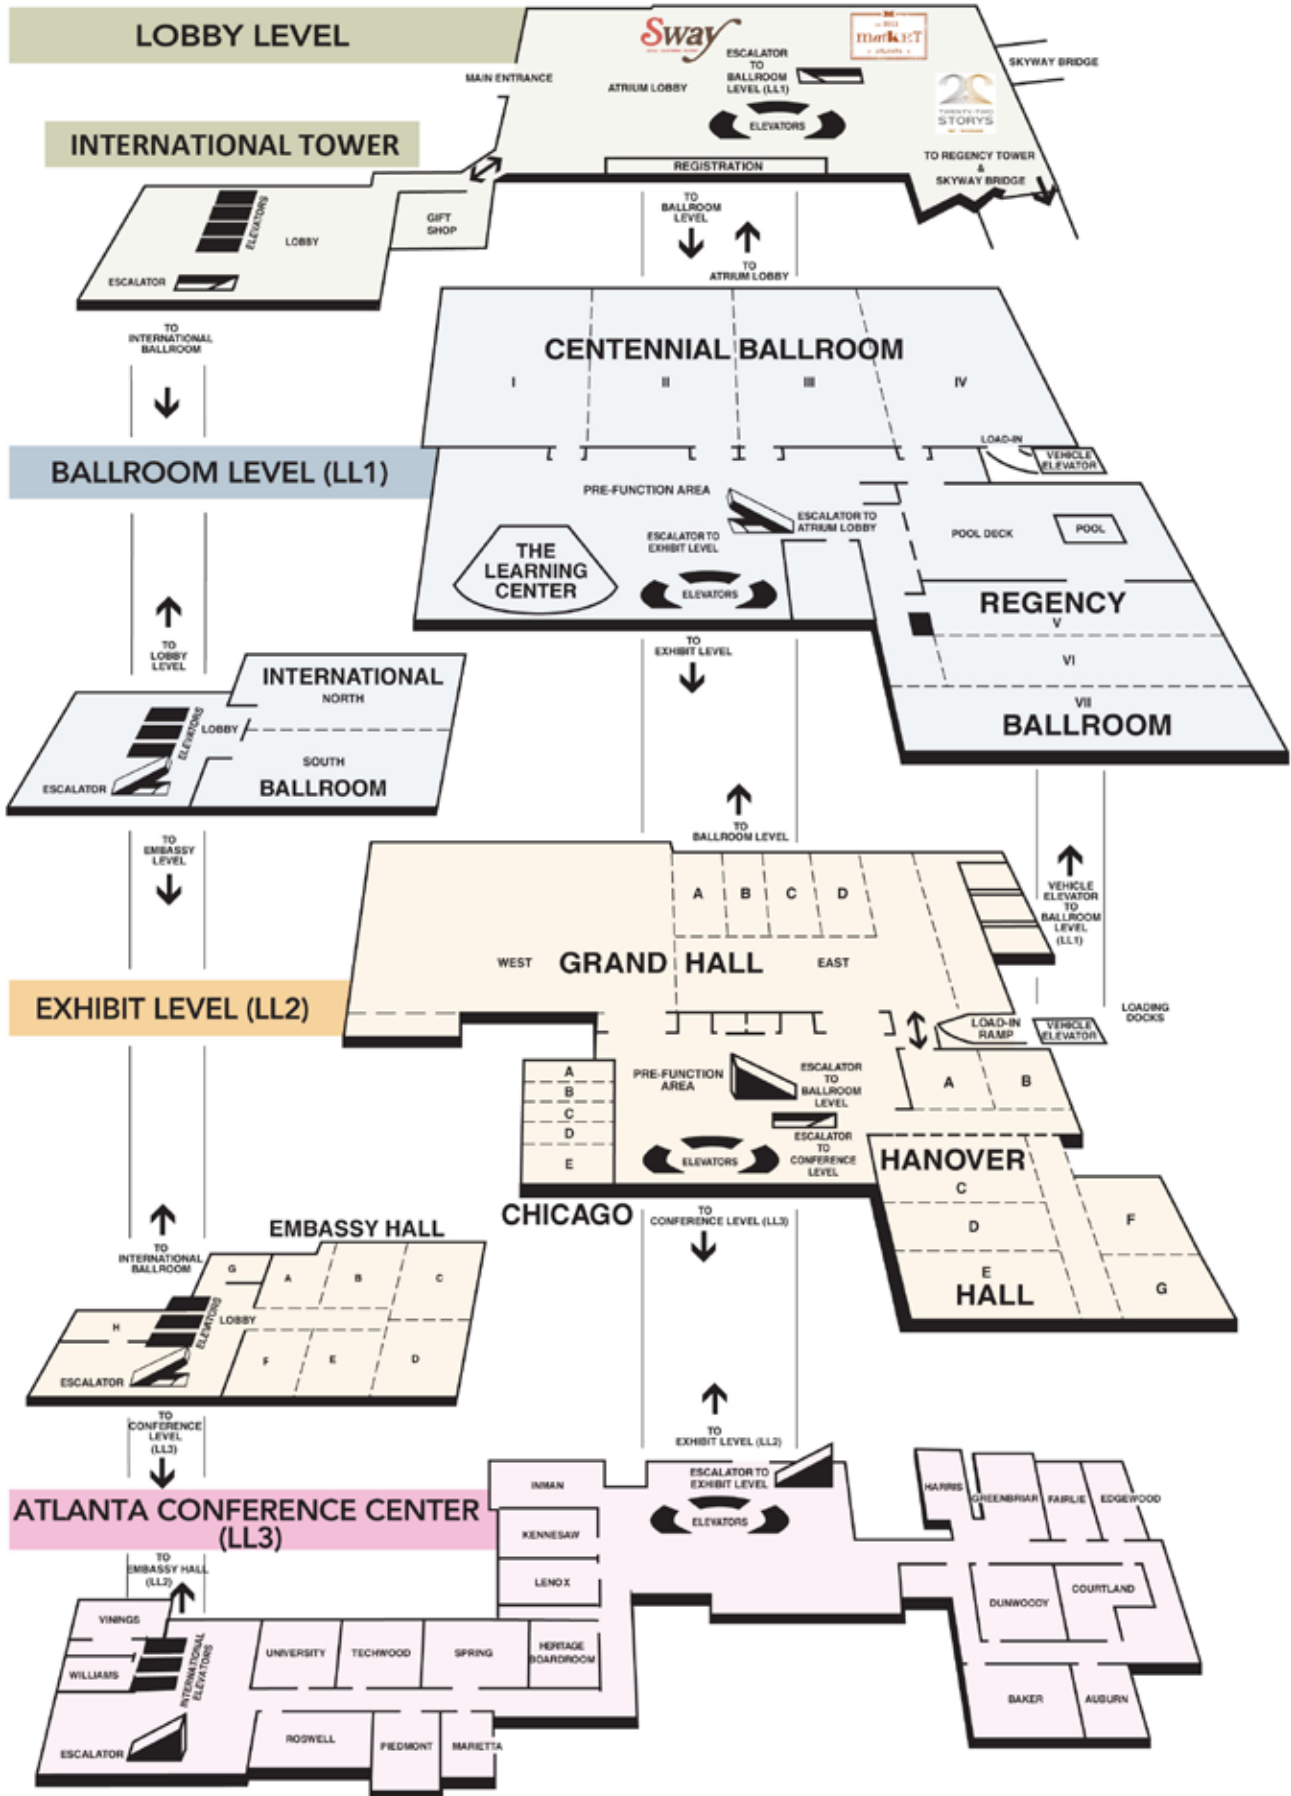 LOBBY LEVEL
Sway
market
ESCALATOR
TO
BALLROOM
LEVEL (LL1)
MAIN ENTRANCE
ATRIUM LOBBY
SKYWAY BRIDGE
TWENTY-TWO
STORYS
ELEVATORS
INTERNATIONAL TOWER
REGISTRATION
TO REGENCY TOWER
&
SKYWAY BRIDGE
ELEVATORS
LOBBY
GIFT
SHOP
ESCALATOR
TO
BALLROOM
LEVEL
TO
ATRIUM LOBBY
TO
INTERNATIONAL
BALLROOM
CENTENNIAL BALLROOM
I
II
III
IV
LOAD-IN
VEHICLE
ELEVATOR
BALLROOM LEVEL (LL1)
PRE-FUNCTION AREA
ESCALATOR TO
ATRIUM LOBBY
ESCALATOR TO
EXHIBIT LEVEL
POOL DECK
POOL
THE
LEARNING
CENTER
ELEVATORS
REGENCY
V
VI
VII
BALLROOM
TO
LOBBY
LEVEL
TO
EXHIBIT LEVEL
INTERNATIONAL
NORTH
ELEVATORS
LOBBY
SOUTH
BALLROOM
ESCALATOR
TO
EMBASSY
LEVEL
TO
BALLROOM LEVEL
A
B
C
D
VEHICLE
ELEVATOR
TO
BALLROOM
LEVEL
(LL1)
WEST
GRAND HALL
EAST
EXHIBIT LEVEL (LL2)
LOADING
DOCKS
LOAD-IN
RAMP
VEHICLE
ELEVATOR
A
B
C
D
E
PRE-FUNCTION
AREA
ESCALATOR
TO
BALLROOM
LEVEL
A
B
ESCALATOR
TO
CONFERENCE
LEVEL
ELEVATORS
HANOVER
C
D
E
HALL
F
G
CHICAGO
TO
CONFERENCE LEVEL (LL3)
TO
INTERNATIONAL
BALLROOM
EMBASSY HALL
G
A
B
C
H
ELEVATORS
LOBBY
F
E
D
ESCALATOR
TO
CONFERENCE
LEVEL
(LL3)
TO
EXHIBIT LEVEL (LL2)
ESCALATOR TO
EXHIBIT LEVEL
ELEVATORS
ATLANTA CONFERENCE CENTER
(LL3)
INMAN
KENNESAW
LENOX
HARRIS
GREENBRIAR
FAIRLIE
EDGEWOOD
DUNWOODY
COURTLAND
BAKER
AUBURN
TO
EMBASSY HALL
(LL2)
VININGS
WILLIAMS
INTERNATIONAL
ELEVATORS
UNIVERSITY
TECHWOOD
SPRING
HERITAGE
BOARDROOM
ESCALATOR
ROSWELL
PIEDMONT
MARIETTA